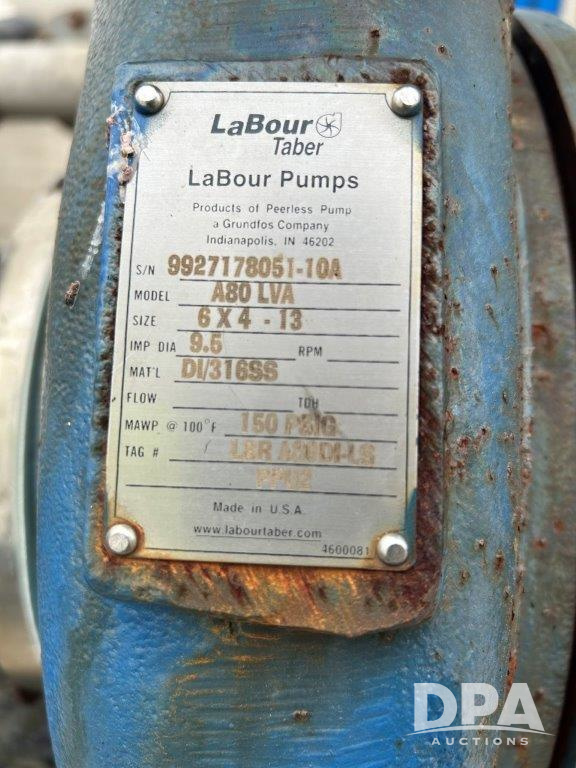 LaBour
Taber
LaBour Pumps
Products of Peerless Pump
a Grundfos Company
Indianapolis, IN 46202
S/N 9927178051-10A
MODEL A80 LVA
SIZE 6 X 4 - 13
IMP DIA 9.5 RPM
MAT'L DI/316SS
FLOW TDH
MAWP @ 100°F 150 PSIG
TAG # LBR
Made in U.S.A.
www.labourtaber.com
4600081
DPA
AUCTIONS